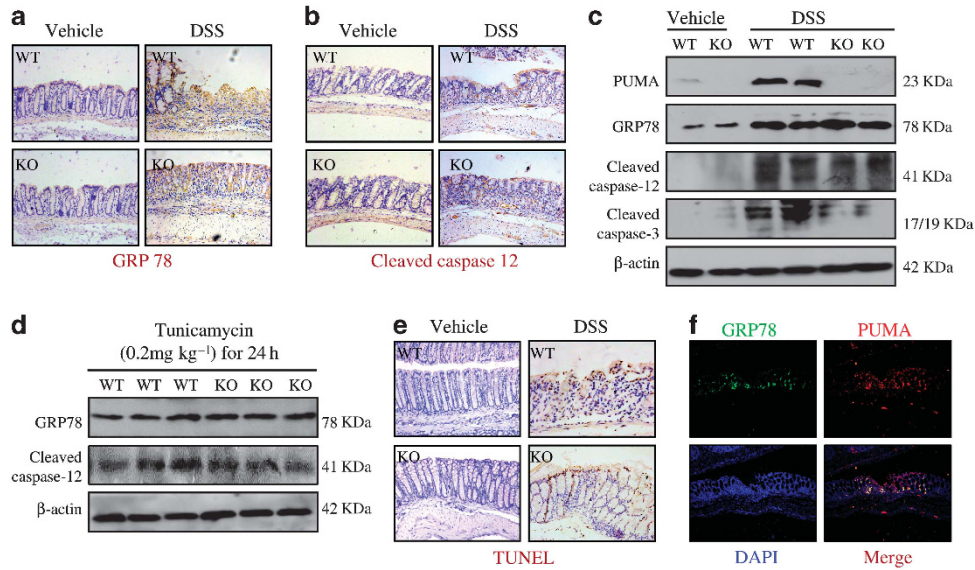 a
Vehicle DSS
WT WT
KO KO
GRP 78
b
Vehicle DSS
WT WT
KO KO
Cleaved caspase 12
c
Vehicle DSS
WT KO WT WT KO KO
PUMA 23 KDa
GRP78 78 KDa
Cleaved
caspase-12 41 KDa
Cleaved
caspase-3 17/19 KDa
β-actin 42 KDa
d
Tunicamycin
(0.2mg kg⁻¹) for 24 h
WT WT WT KO KO KO
GRP78 78 KDa
Cleaved
caspase-12 41 KDa
β-actin 42 KDa
e
Vehicle DSS
WT WT
KO KO
TUNEL
f
GRP78 PUMA
DAPI Merge